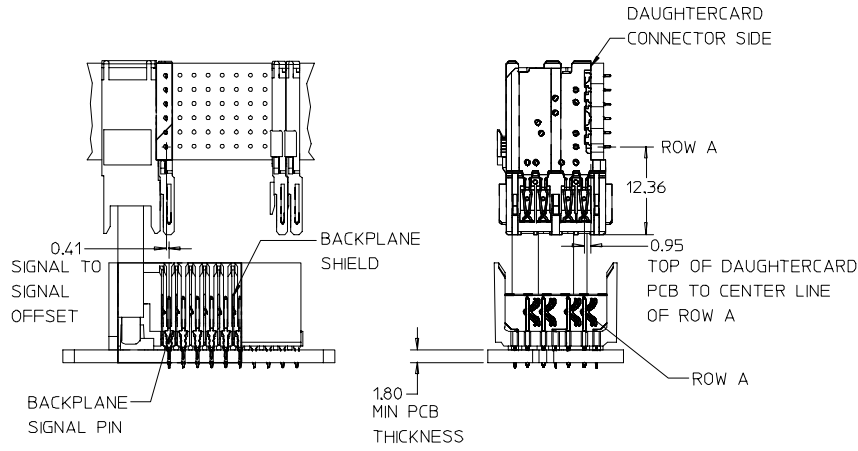 DAUGHTERCARD
CONNECTOR SIDE
ROW A
12.36
0.41
SIGNAL TO
SIGNAL
OFFSET
BACKPLANE
SHIELD
0.95
TOP OF DAUGHTERCARD
PCB TO CENTER LINE
OF ROW A
ROW A
BACKPLANE
SIGNAL PIN
1.80
MIN PCB
THICKNESS